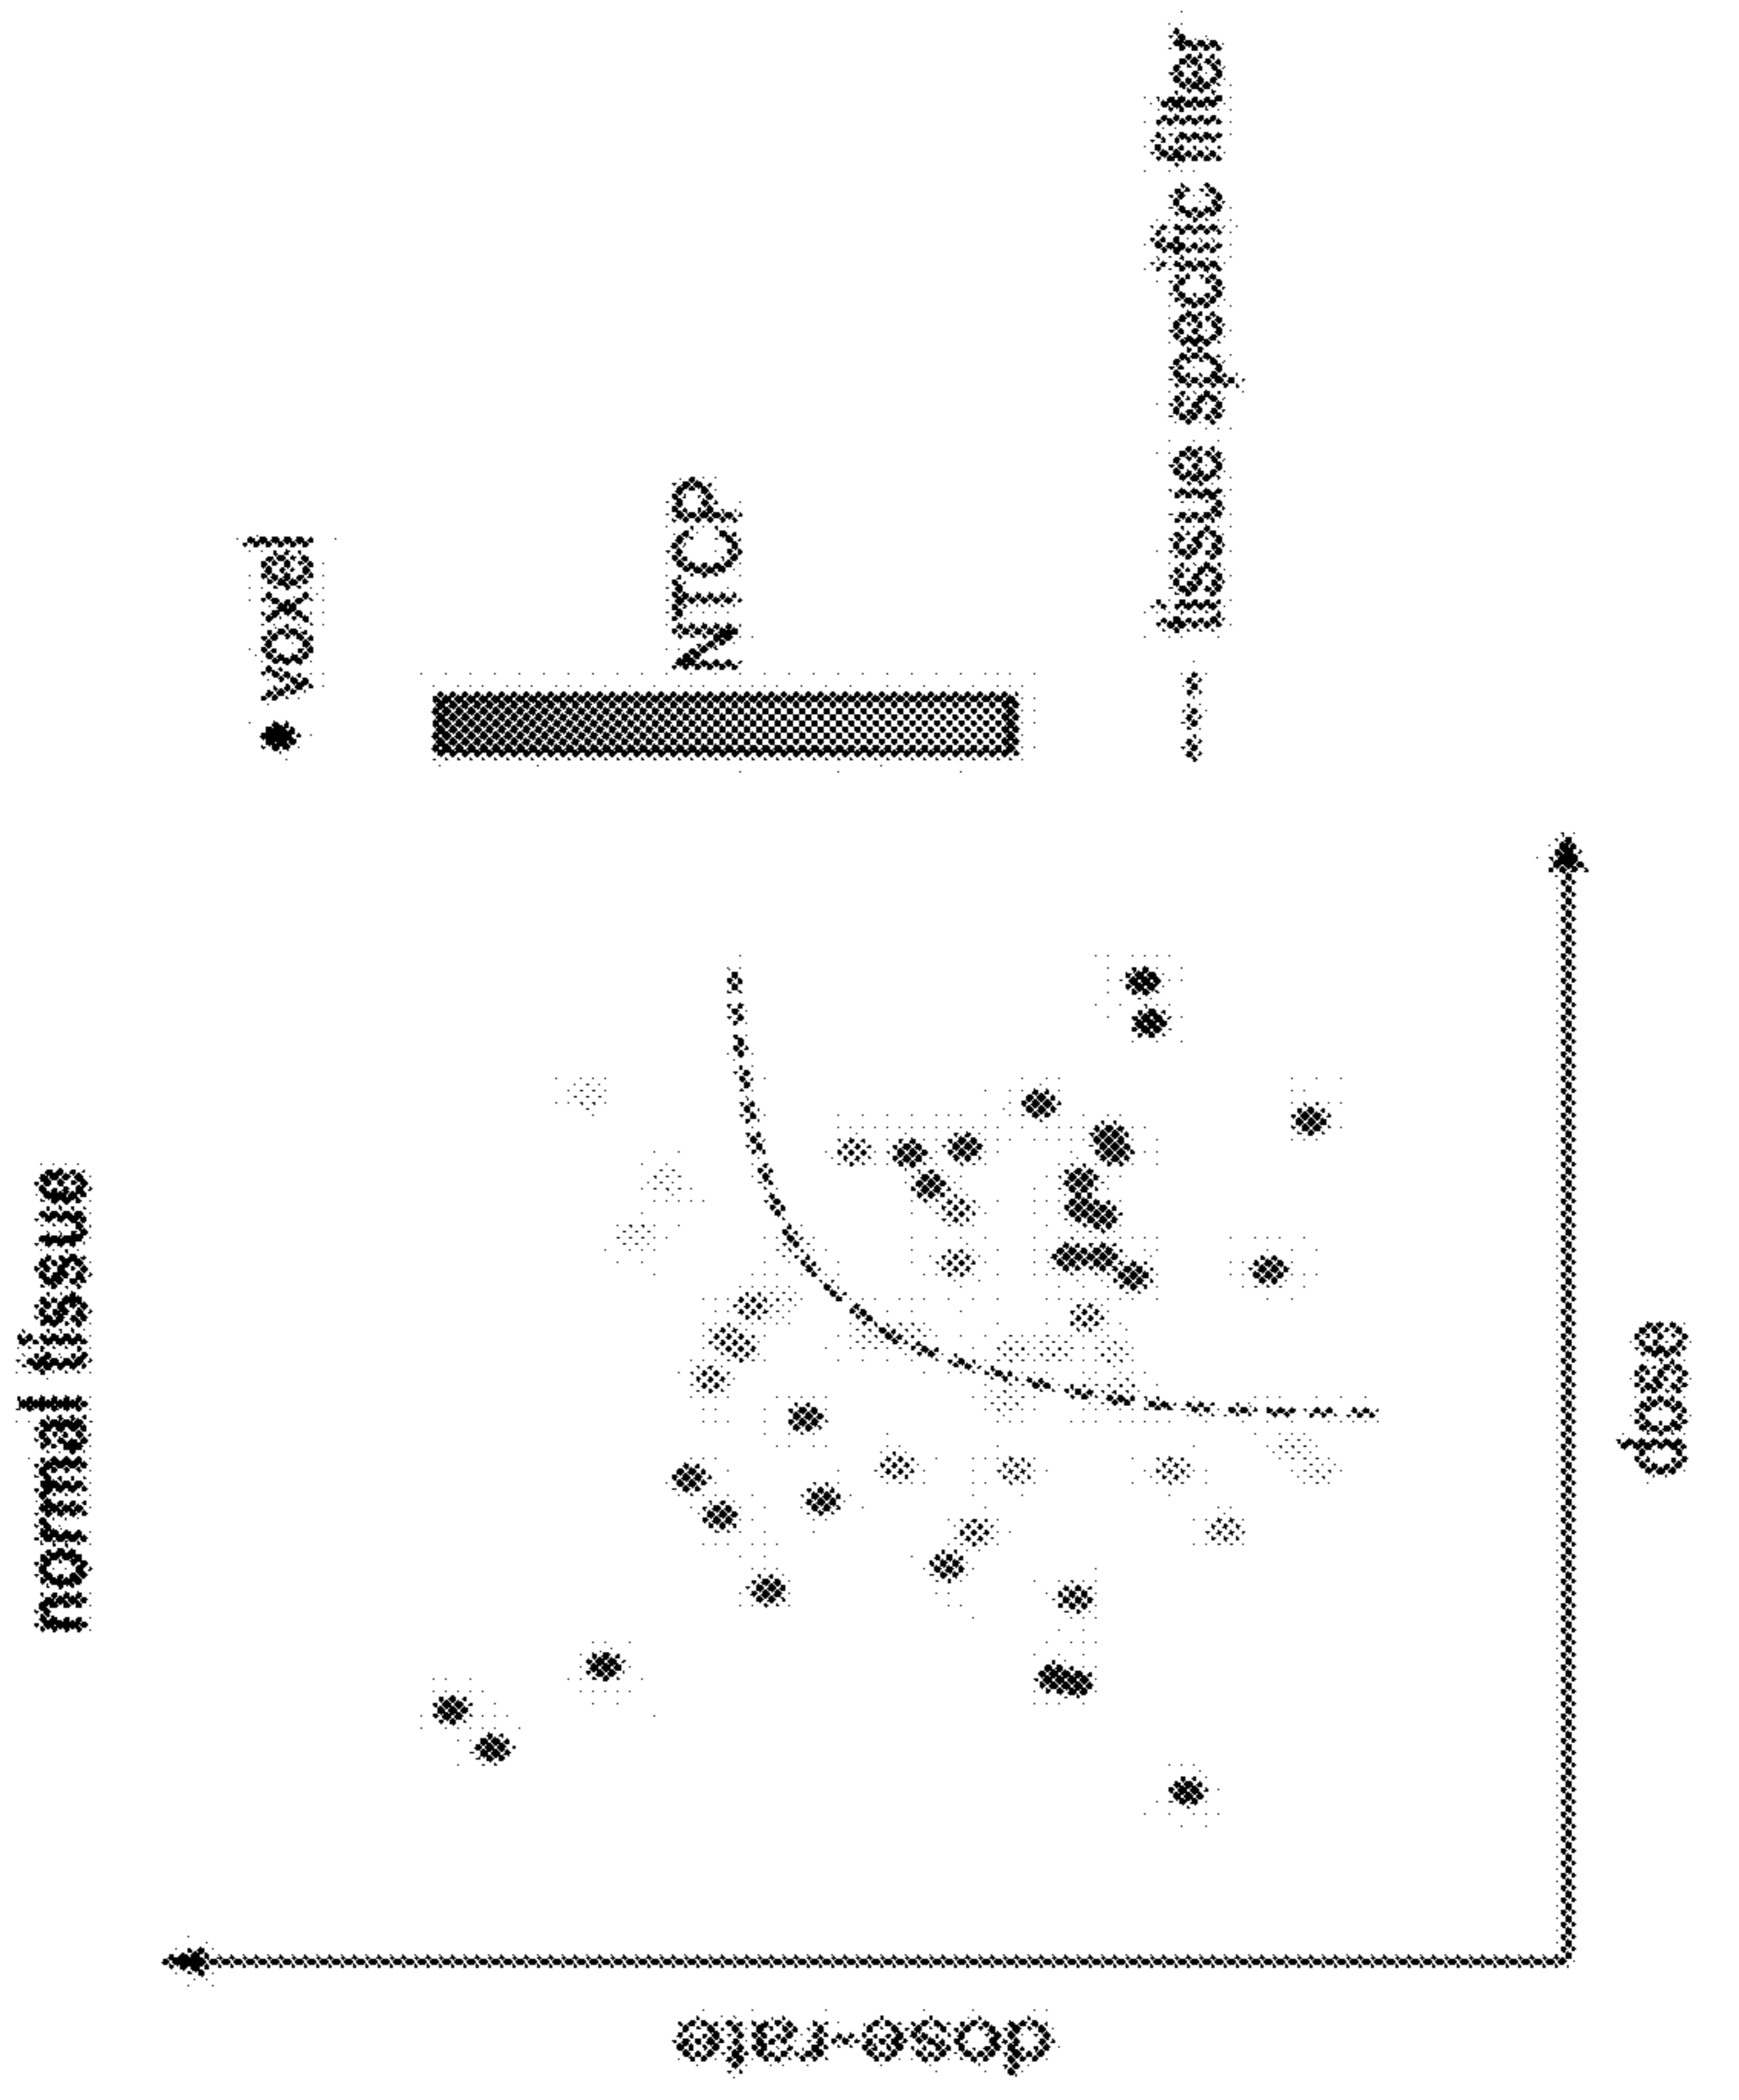 normal tissue
voxel
NTCP
tissue specific filter
dose-rate
dose